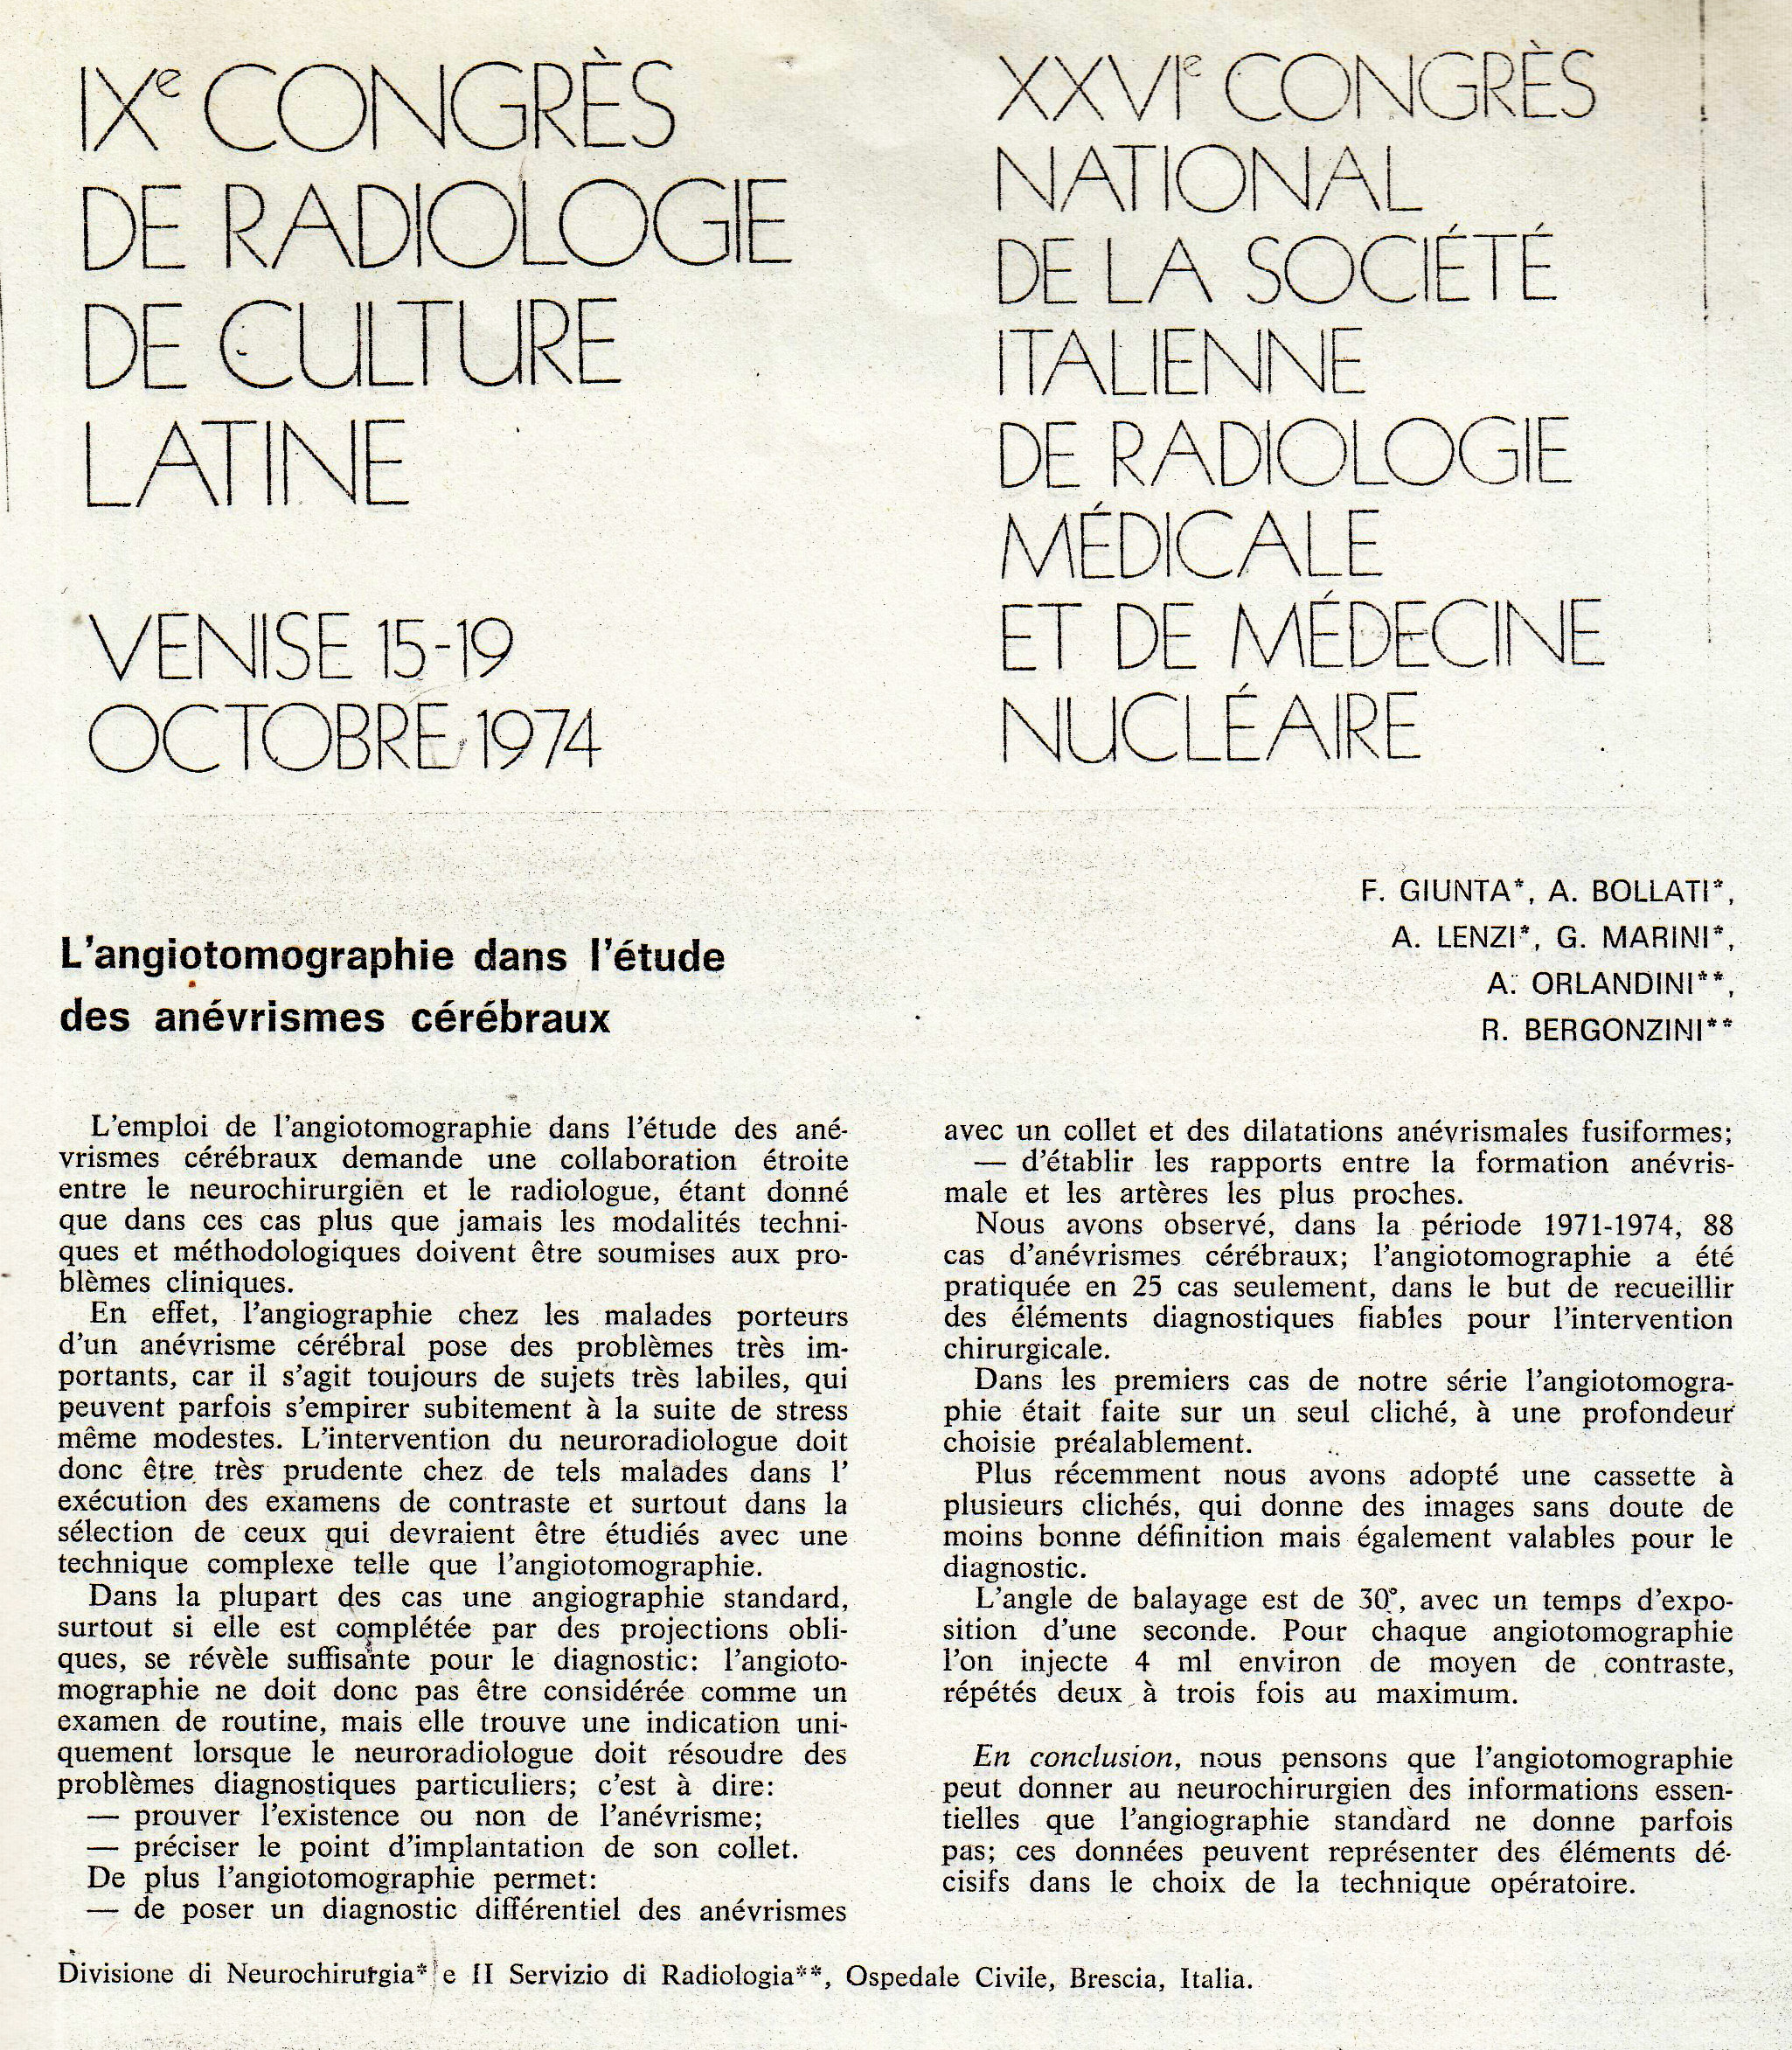 IXe CONGRÈS
DE RADIOLOGIE
DE CULTURE
LATINE
VENISE 15-19
OCTOBRE 1974
XXVIe CONGRÈS
NATIONAL
DE LA SOCIÉTÉ
ITALIENNE
DE RADIOLOGIE
MÉDICALE
ET DE MÉDECINE
NUCLÉAIRE
L'angiotomographie dans l'étude
des anévrismes cérébraux
F. GIUNTA*, A. BOLLATI*,
A. LENZI*, G. MARINI*,
A. ORLANDINI**,
R. BERGONZINI**
L'emploi de l'angiotomographie dans l'étude des ané-
vrismes cérébraux demande une collaboration étroite
entre le neurochirurgien et le radiologue, étant donné
que dans ces cas plus que jamais les modalités techni-
ques et méthodologiques doivent être soumises aux pro-
blèmes cliniques.
En effet, l'angiographie chez les malades porteurs
d'un anévrisme cérébral pose des problèmes très im-
portants, car il s'agit toujours de sujets très labiles, qui
peuvent parfois s'empirer subitement à la suite de stress
même modestes. L'intervention du neuroradiologue doit
donc être très prudente chez de tels malades dans l'
exécution des examens de contraste et surtout dans la
sélection de ceux qui devraient être étudiés avec une
technique complexe telle que l'angiotomographie.
Dans la plupart des cas une angiographie standard,
surtout si elle est complétée par des projections obli-
ques, se révèle suffisante pour le diagnostic: l'angioto-
mographie ne doit donc pas être considérée comme un
examen de routine, mais elle trouve une indication uni-
quement lorsque le neuroradiologue doit résoudre des
problèmes diagnostiques particuliers; c'est à dire:
— prouver l'existence ou non de l'anévrisme;
— préciser le point d'implantation de son collet.
De plus l'angiotomographie permet:
— de poser un diagnostic différentiel des anévrismes
avec un collet et des dilatations anévrismales fusiformes;
— d'établir les rapports entre la formation anévris-
male et les artères les plus proches.
Nous avons observé, dans la période 1971-1974, 88
cas d'anévrismes cérébraux; l'angiotomographie a été
pratiquée en 25 cas seulement, dans le but de recueillir
des éléments diagnostiques fiables pour l'intervention
chirurgicale.
Dans les premiers cas de notre série l'angiotomogra-
phie était faite sur un seul cliché, à une profondeur
choisie préalablement.
Plus récemment nous avons adopté une cassette à
plusieurs clichés, qui donne des images sans doute de
moins bonne définition mais également valables pour le
diagnostic.
L'angle de balayage est de 30°, avec un temps d'expo-
sition d'une seconde. Pour chaque angiotomographie
l'on injecte 4 ml environ de moyen de contraste,
répétés deux à trois fois au maximum.
En conclusion, nous pensons que l'angiotomographie
peut donner au neurochirurgien des informations essen-
tielles que l'angiographie standard ne donne parfois
pas; ces données peuvent représenter des éléments dé-
cisifs dans le choix de la technique opératoire.
Divisione di Neurochirurgia* e II Servizio di Radiologia**, Ospedale Civile, Brescia, Italia.